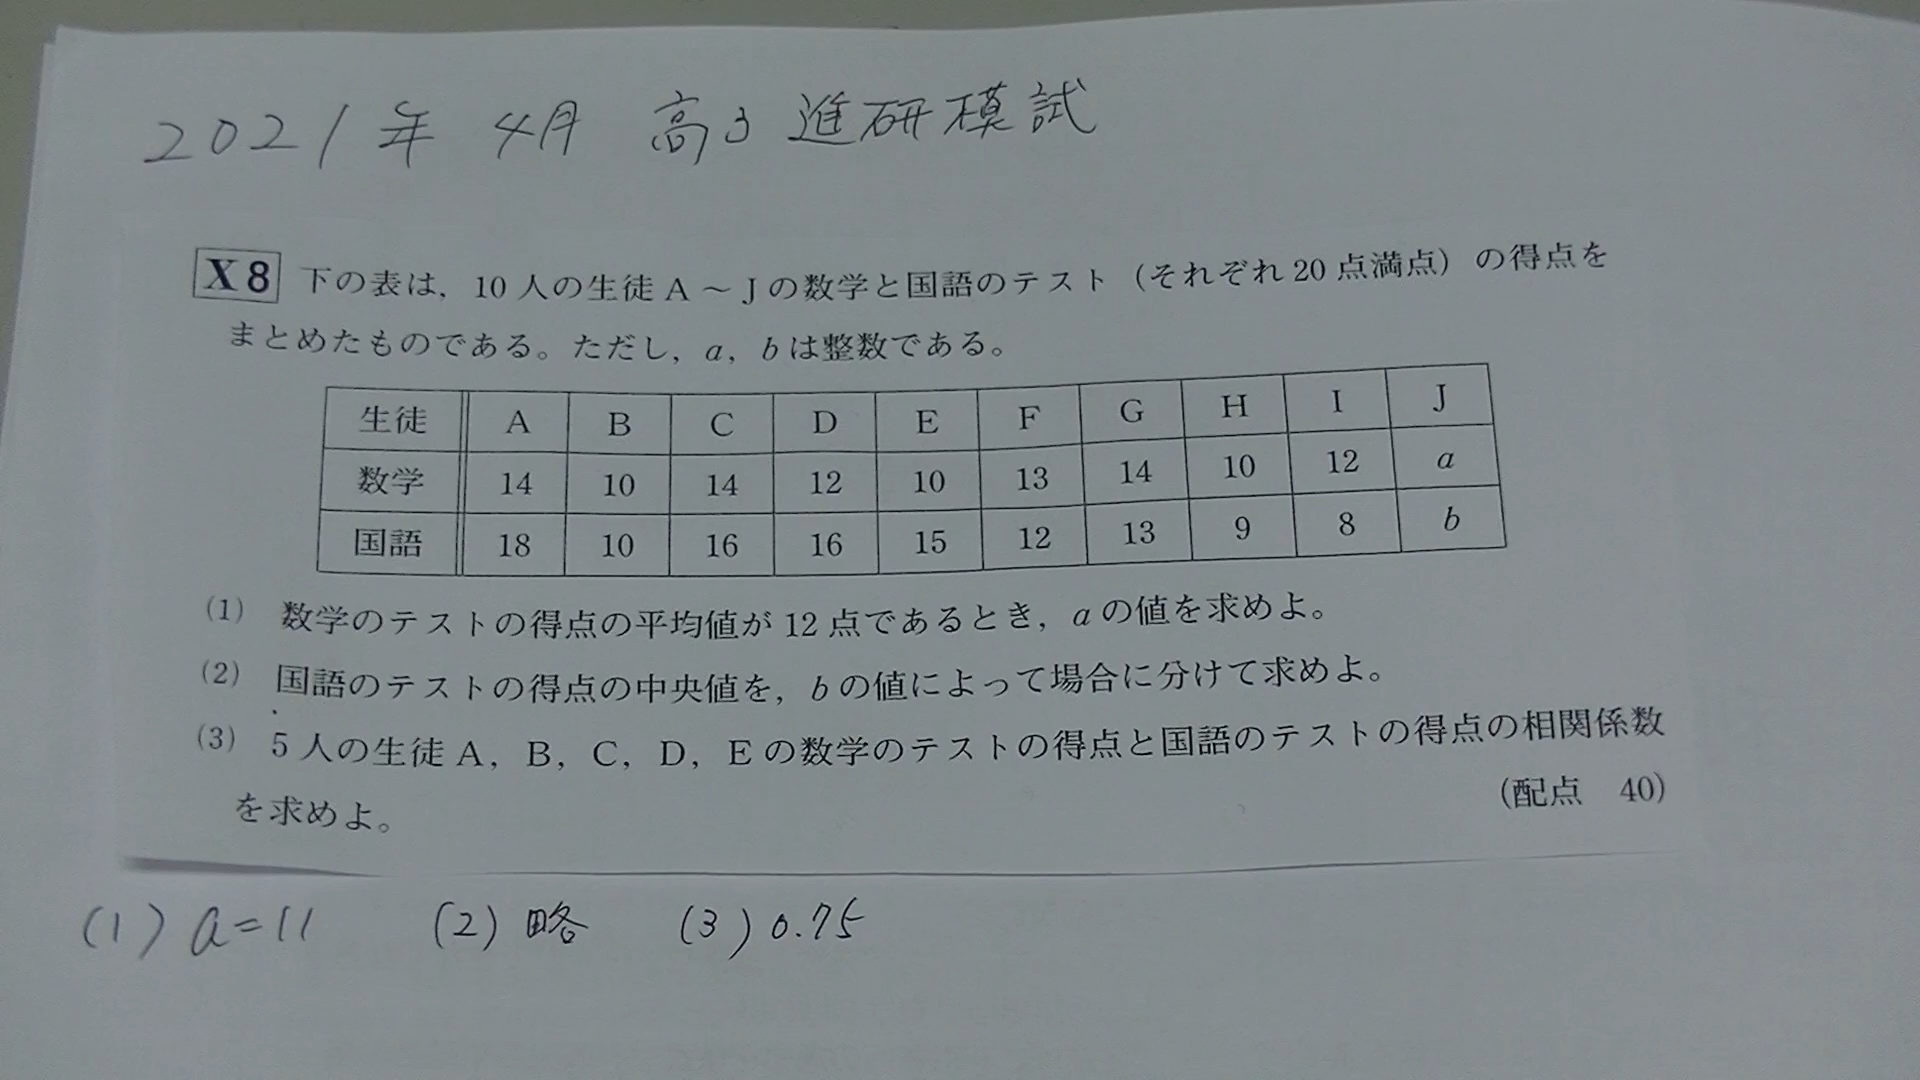 2021年 4月 高3進研模試
X8 下の表は，10人の生徒A～Jの数学と国語のテスト（それぞれ20点満点）の得点を
まとめたものである。ただし，a，bは整数である。
生徒 A B C D E F G H I J
数学 14 10 14 12 10 13 14 10 12 a
国語 18 10 16 16 15 12 13 9 8 b
(1) 数学のテストの得点の平均値が12点であるとき，aの値を求めよ。
(2) 国語のテストの得点の中央値を，bの値によって場合に分けて求めよ。
(3) 5人の生徒A，B，C，D，Eの数学のテストの得点と国語のテストの得点の相関係数
を求めよ。
(配点 40)
(1) a=11 (2) 略 (3) 0.75